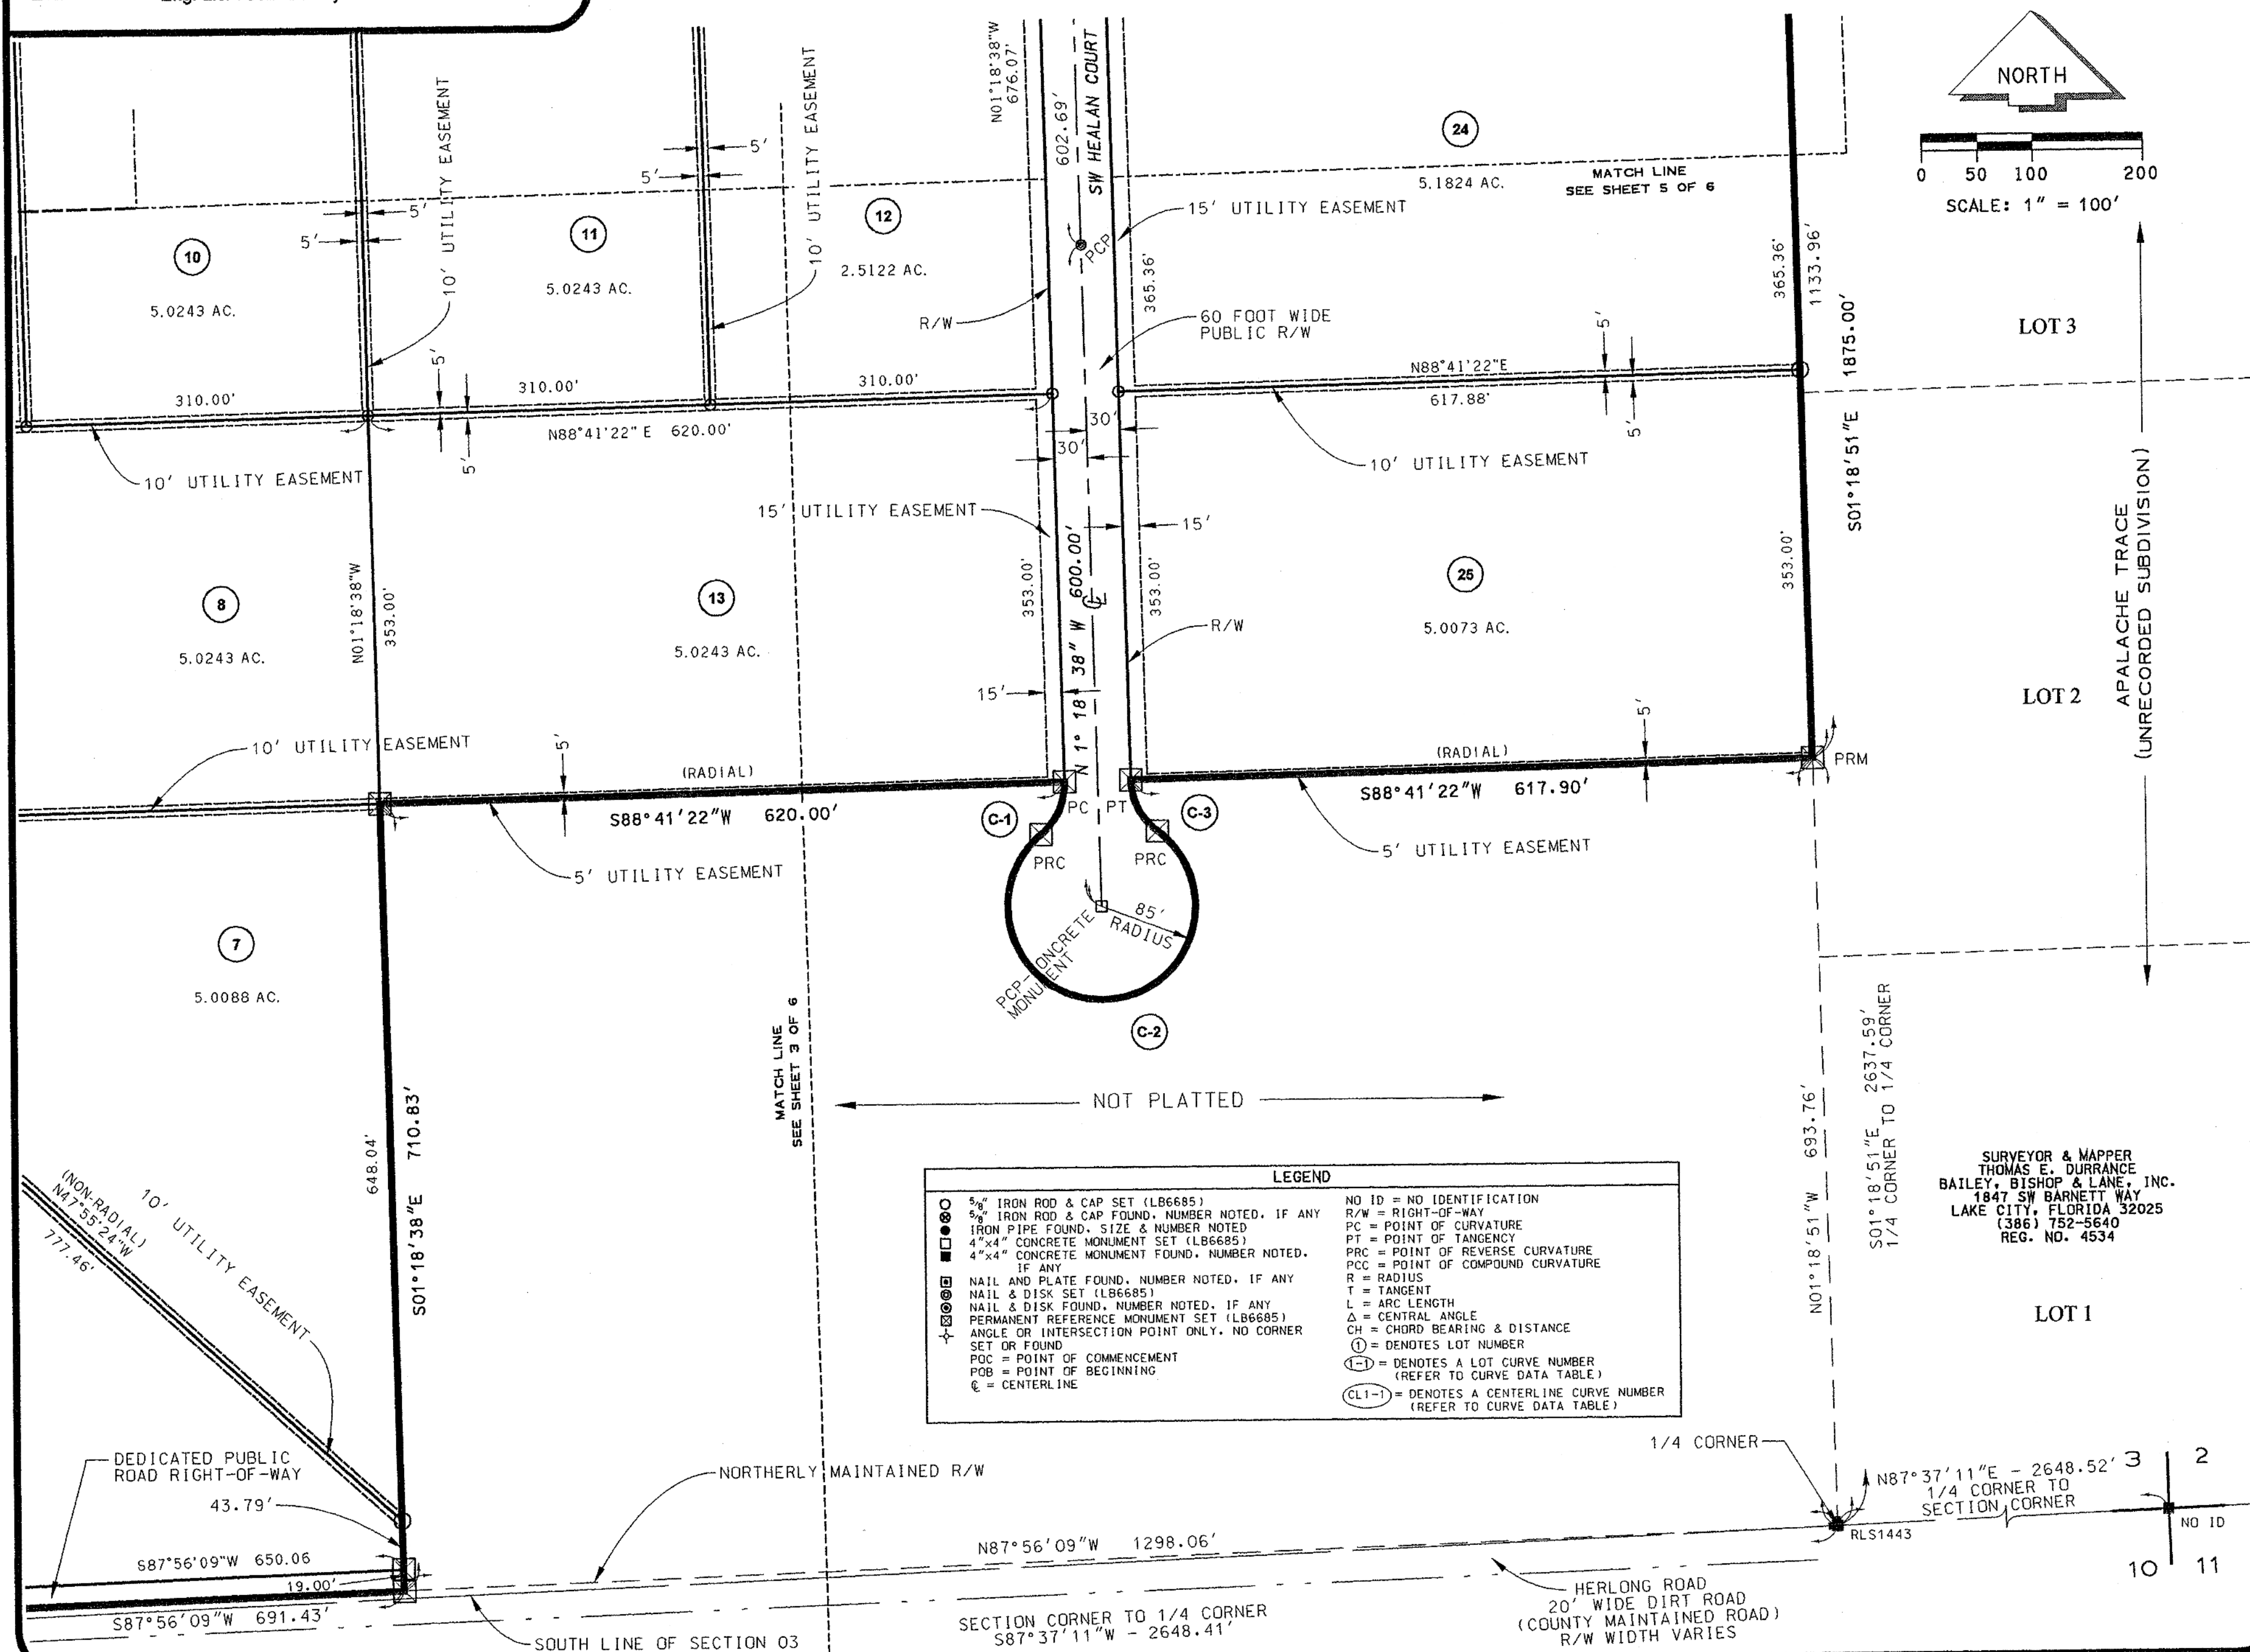 NORTH
0 50 100 200
SCALE: 1" = 100'
N01°18'38"W
676.07'
602.69'
SW HEALAN COURT
10' UTILITY EASEMENT
10' UTILITY EASEMENT
5'
5'
5'
5'
10
5.0243 AC.
11
5.0243 AC.
12
2.5122 AC.
24
5.1824 AC.
MATCH LINE
SEE SHEET 5 OF 6
15' UTILITY EASEMENT
PCP
R/W
60 FOOT WIDE
PUBLIC R/W
365.36'
365.36'
1133.96'
1875.00'
S01°18'51"E
LOT 3
310.00'
310.00'
310.00'
5'
5'
N88°41'22" E 620.00'
10' UTILITY EASEMENT
N88°41'22"E
617.88'
5'
5'
10' UTILITY EASEMENT
30'
30'
15' UTILITY EASEMENT
15'
8
5.0243 AC.
N01°18'38"W
353.00'
13
5.0243 AC.
353.00'
N 1° 18' 38" W 600.00'
℄
353.00'
R/W
25
5.0073 AC.
353.00'
LOT 2
APALACHE TRACE
(UNRECORDED SUBDIVISION)
15'
10' UTILITY EASEMENT
5'
(RADIAL)
S88°41'22"W 620.00'
5' UTILITY EASEMENT
C-1
PC
PT
C-3
PRC
PRC
(RADIAL)
5'
S88°41'22"W 617.90'
PRM
5' UTILITY EASEMENT
85'
RADIUS
PCP-CONCRETE
MONUMENT
C-2
7
5.0088 AC.
MATCH LINE
SEE SHEET 3 OF 6
NOT PLATTED
648.04'
S01°18'38"E 710.83'
(NON-RADIAL)
N47°55'24"W
777.46'
10' UTILITY EASEMENT
N01°18'51"W 693.76'
S01°18'51"E 2637.59'
1/4 CORNER TO 1/4 CORNER
SURVEYOR & MAPPER
THOMAS E. DURRANCE
BAILEY, BISHOP & LANE, INC.
1847 SW BARNETT WAY
LAKE CITY, FLORIDA 32025
(386) 752-5640
REG. NO. 4534
LOT 1
LEGEND
5/8" IRON ROD & CAP SET (LB6685)
5/8" IRON ROD & CAP FOUND, NUMBER NOTED, IF ANY
IRON PIPE FOUND, SIZE & NUMBER NOTED
4"x4" CONCRETE MONUMENT SET (LB6685)
4"x4" CONCRETE MONUMENT FOUND, NUMBER NOTED,
IF ANY
NAIL AND PLATE FOUND, NUMBER NOTED, IF ANY
NAIL & DISK SET (LB6685)
NAIL & DISK FOUND, NUMBER NOTED, IF ANY
PERMANENT REFERENCE MONUMENT SET (LB6685)
ANGLE OR INTERSECTION POINT ONLY, NO CORNER
SET OR FOUND
POC = POINT OF COMMENCEMENT
POB = POINT OF BEGINNING
℄ = CENTERLINE
NO ID = NO IDENTIFICATION
R/W = RIGHT-OF-WAY
PC = POINT OF CURVATURE
PT = POINT OF TANGENCY
PRC = POINT OF REVERSE CURVATURE
PCC = POINT OF COMPOUND CURVATURE
R = RADIUS
T = TANGENT
L = ARC LENGTH
Δ = CENTRAL ANGLE
CH = CHORD BEARING & DISTANCE
1 = DENOTES LOT NUMBER
1-1 = DENOTES A LOT CURVE NUMBER
(REFER TO CURVE DATA TABLE)
CL1-1 = DENOTES A CENTERLINE CURVE NUMBER
(REFER TO CURVE DATA TABLE)
DEDICATED PUBLIC
ROAD RIGHT-OF-WAY
43.79'
S87°56'09"W 650.06
19.00'
S87°56'09"W 691.43'
NORTHERLY MAINTAINED R/W
SOUTH LINE OF SECTION 03
N87°56'09"W 1298.06'
SECTION CORNER TO 1/4 CORNER
S87°37'11"W - 2648.41'
1/4 CORNER
RLS1443
N87°37'11"E - 2648.52'
1/4 CORNER TO
SECTION CORNER
3 2
NO ID
10 11
HERLONG ROAD
20' WIDE DIRT ROAD
(COUNTY MAINTAINED ROAD)
R/W WIDTH VARIES